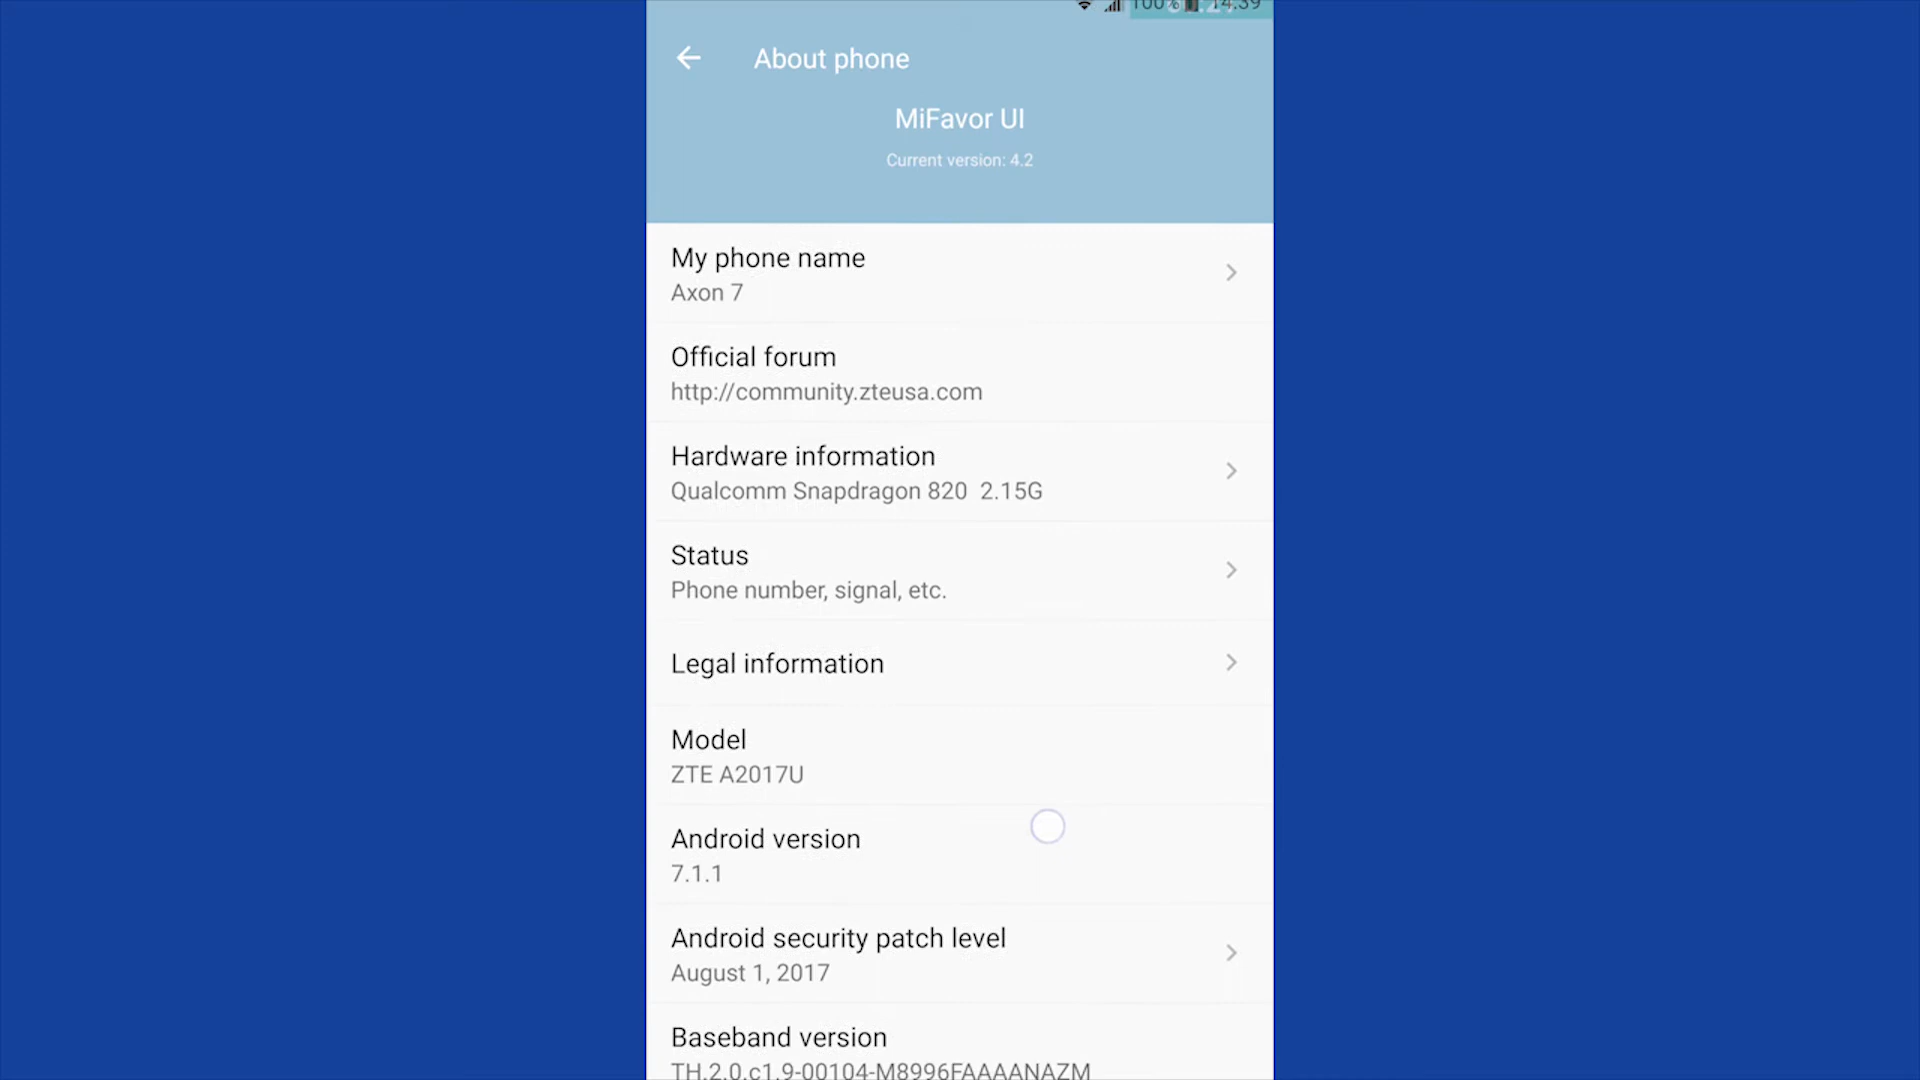 100% 14:39
About phone
MiFavor UI
Current version: 4.2
My phone name
Axon 7
Official forum
http://community.zteusa.com
Hardware information
Qualcomm Snapdragon 820 2.15G
Status
Phone number, signal, etc.
Legal information
Model
ZTE A2017U
Android version
7.1.1
Android security patch level
August 1, 2017
Baseband version
TH.2.0.c1.9-00104-M8996FAAAANAZM